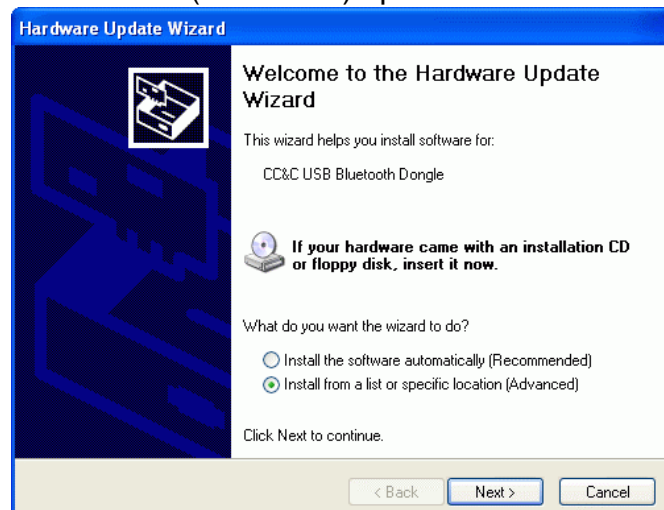 Hardware Update Wizard
Welcome to the Hardware Update
Wizard
This wizard helps you install software for:
CC&C USB Bluetooth Dongle
If your hardware came with an installation CD
or floppy disk, insert it now.
What do you want the wizard to do?
Install the software automatically (Recommended)
Install from a list or specific location (Advanced)
Click Next to continue.
< Back Next > Cancel